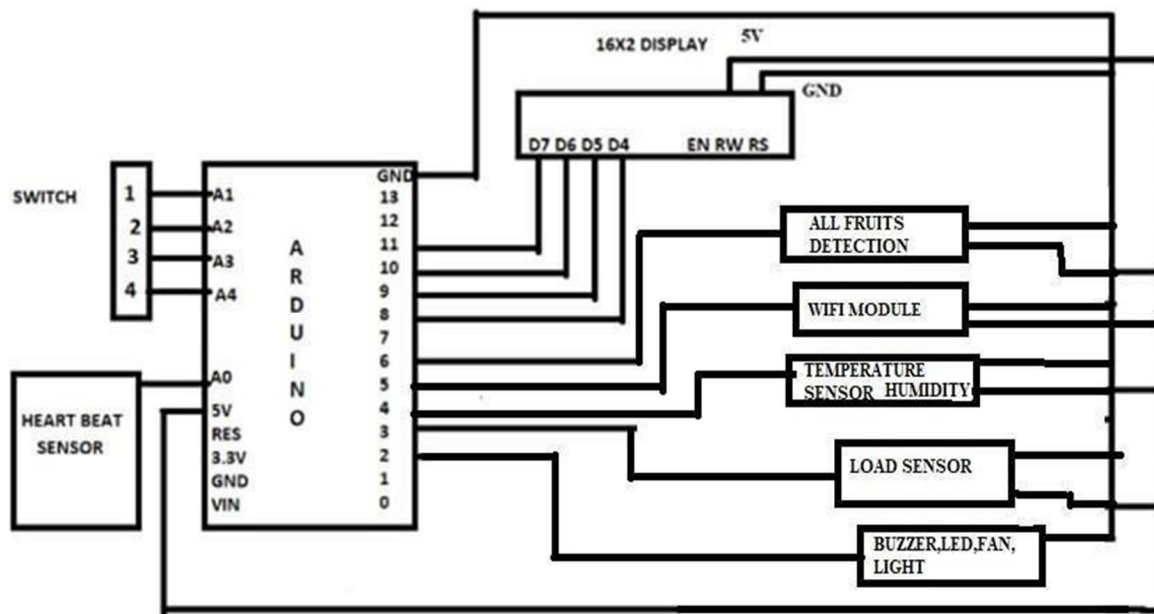 16X2 DISPLAY
5V
GND
D7 D6 D5 D4 EN RW RS
SWITCH
1
2
3
4
A1
A2
A3
A4
A0
5V
RES
3.3V
GND
VIN
ARDUINO
GND
13
12
11
10
9
8
7
6
5
4
3
2
1
0
HEART BEAT
SENSOR
ALL FRUITS
DETECTION
WIFI MODULE
TEMPERATURE
SENSOR HUMIDITY
LOAD SENSOR
BUZZER,LED,FAN,
LIGHT